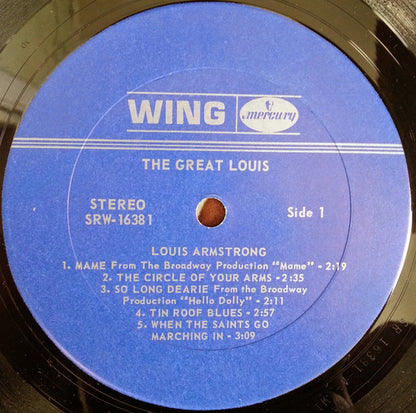 WING mercury
THE GREAT LOUIS
STEREO
SRW-16381
Side 1
LOUIS ARMSTRONG
1. MAME From The Broadway Production "Mame" - 2:19
2. THE CIRCLE OF YOUR ARMS - 2:35
3. SO LONG DEARIE From the Broadway
Production "Hello Dolly" - 2:11
4. TIN ROOF BLUES - 2:57
5. WHEN THE SAINTS GO
MARCHING IN - 3:09